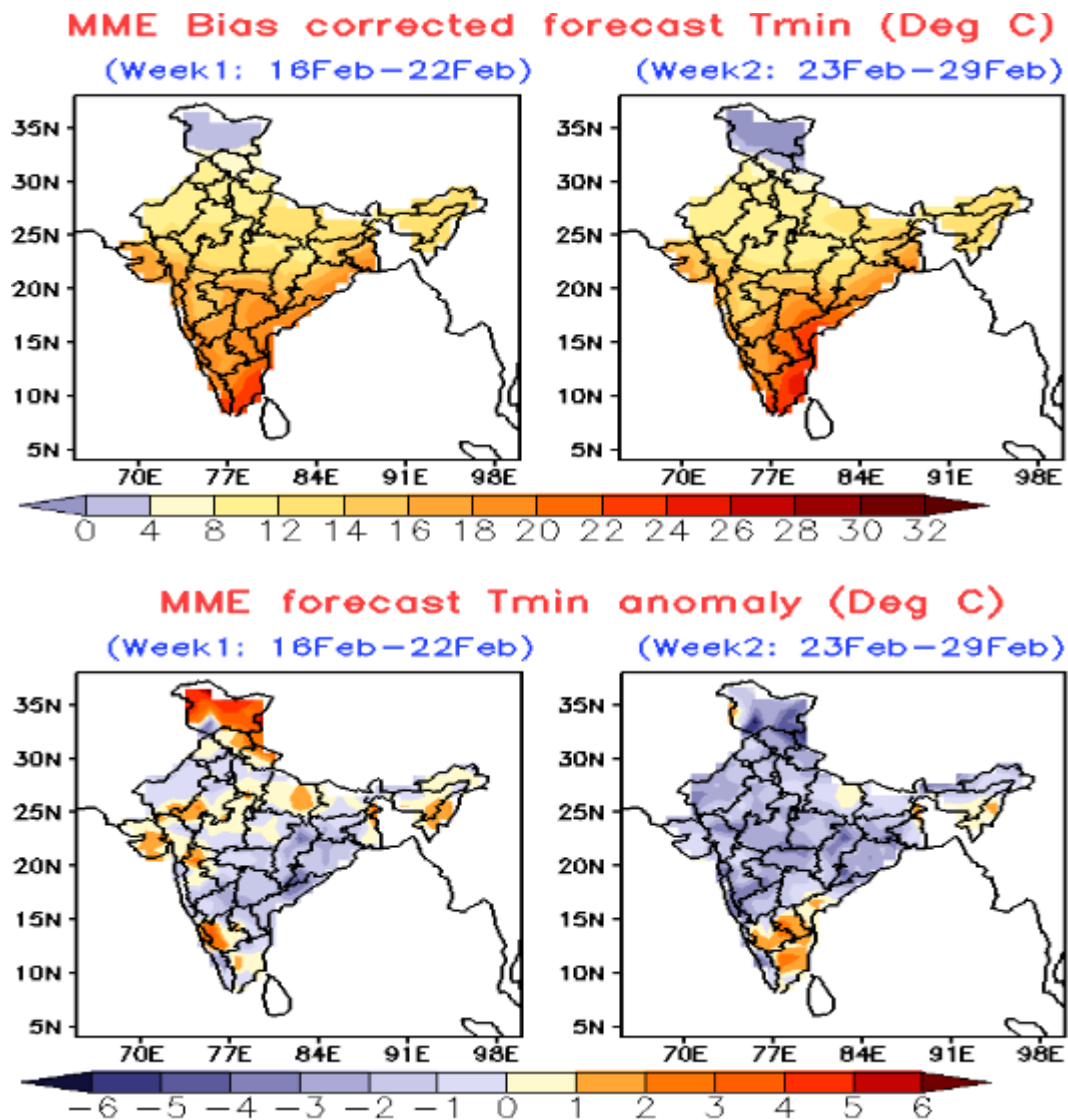 MME Bias corrected forecast Tmin (Deg C)
(Week1: 16Feb−22Feb) (Week2: 23Feb−29Feb)
35N 35N
30N 30N
25N 25N
20N 20N
15N 15N
10N 10N
5N 5N
70E 77E 84E 91E 98E 70E 77E 84E 91E 98E
0 4 8 12 14 16 18 20 22 24 26 28 30 32
MME forecast Tmin anomaly (Deg C)
(Week1: 16Feb−22Feb) (Week2: 23Feb−29Feb)
35N 35N
30N 30N
25N 25N
20N 20N
15N 15N
10N 10N
5N 5N
70E 77E 84E 91E 98E 70E 77E 84E 91E 98E
−6 −5 −4 −3 −2 −1 0 1 2 3 4 5 6